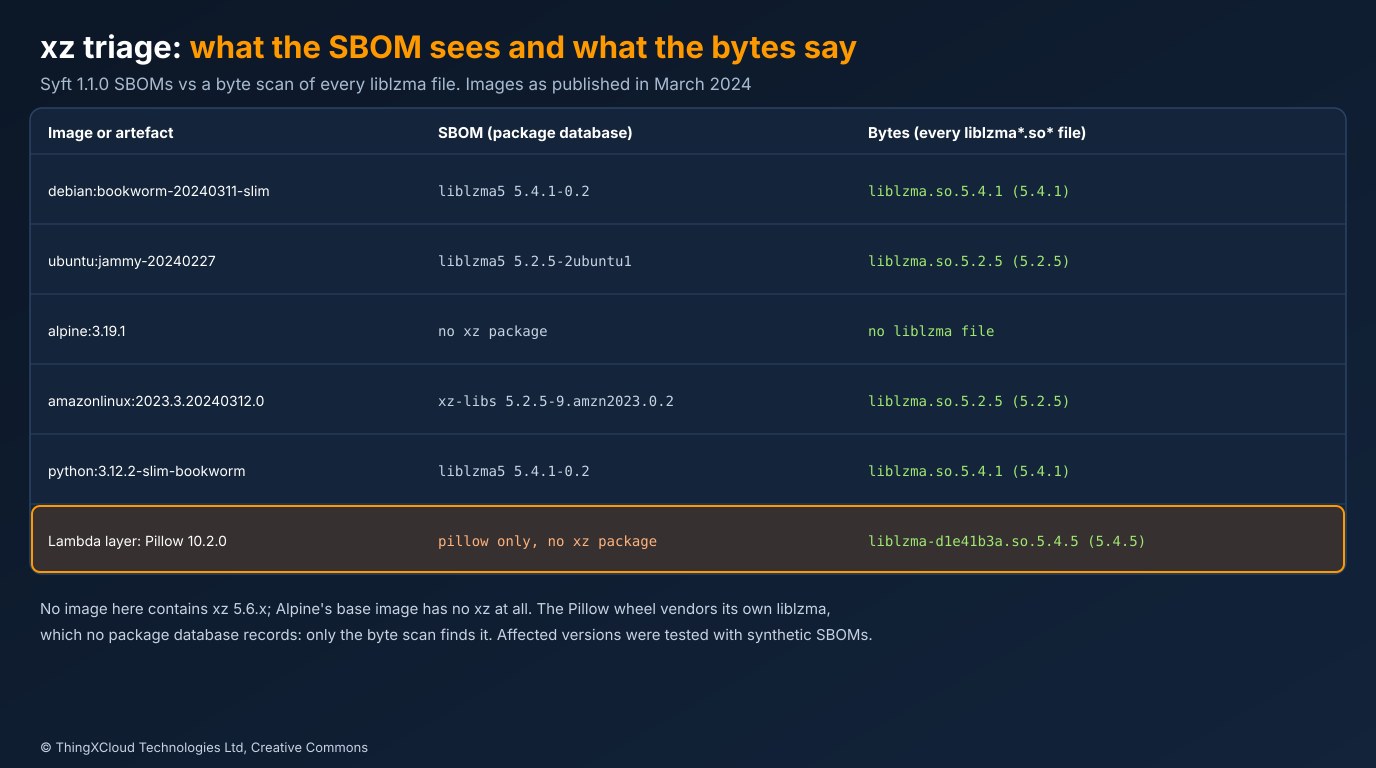 xz triage: what the SBOM sees and what the bytes say
Syft 1.1.0 SBOMs vs a byte scan of every liblzma file. Images as published in March 2024
Image or artefact SBOM (package database) Bytes (every liblzma*.so* file)
debian:bookworm-20240311-slim liblzma5 5.4.1-0.2 liblzma.so.5.4.1 (5.4.1)
ubuntu:jammy-20240227 liblzma5 5.2.5-2ubuntu1 liblzma.so.5.2.5 (5.2.5)
alpine:3.19.1 no xz package no liblzma file
amazonlinux:2023.3.20240312.0 xz-libs 5.2.5-9.amzn2023.0.2 liblzma.so.5.2.5 (5.2.5)
python:3.12.2-slim-bookworm liblzma5 5.4.1-0.2 liblzma.so.5.4.1 (5.4.1)
Lambda layer: Pillow 10.2.0 pillow only, no xz package liblzma-d1e41b3a.so.5.4.5 (5.4.5)
No image here contains xz 5.6.x; Alpine's base image has no xz at all. The Pillow wheel vendors its own liblzma,
which no package database records: only the byte scan finds it. Affected versions were tested with synthetic SBOMs.
© ThingXCloud Technologies Ltd, Creative Commons